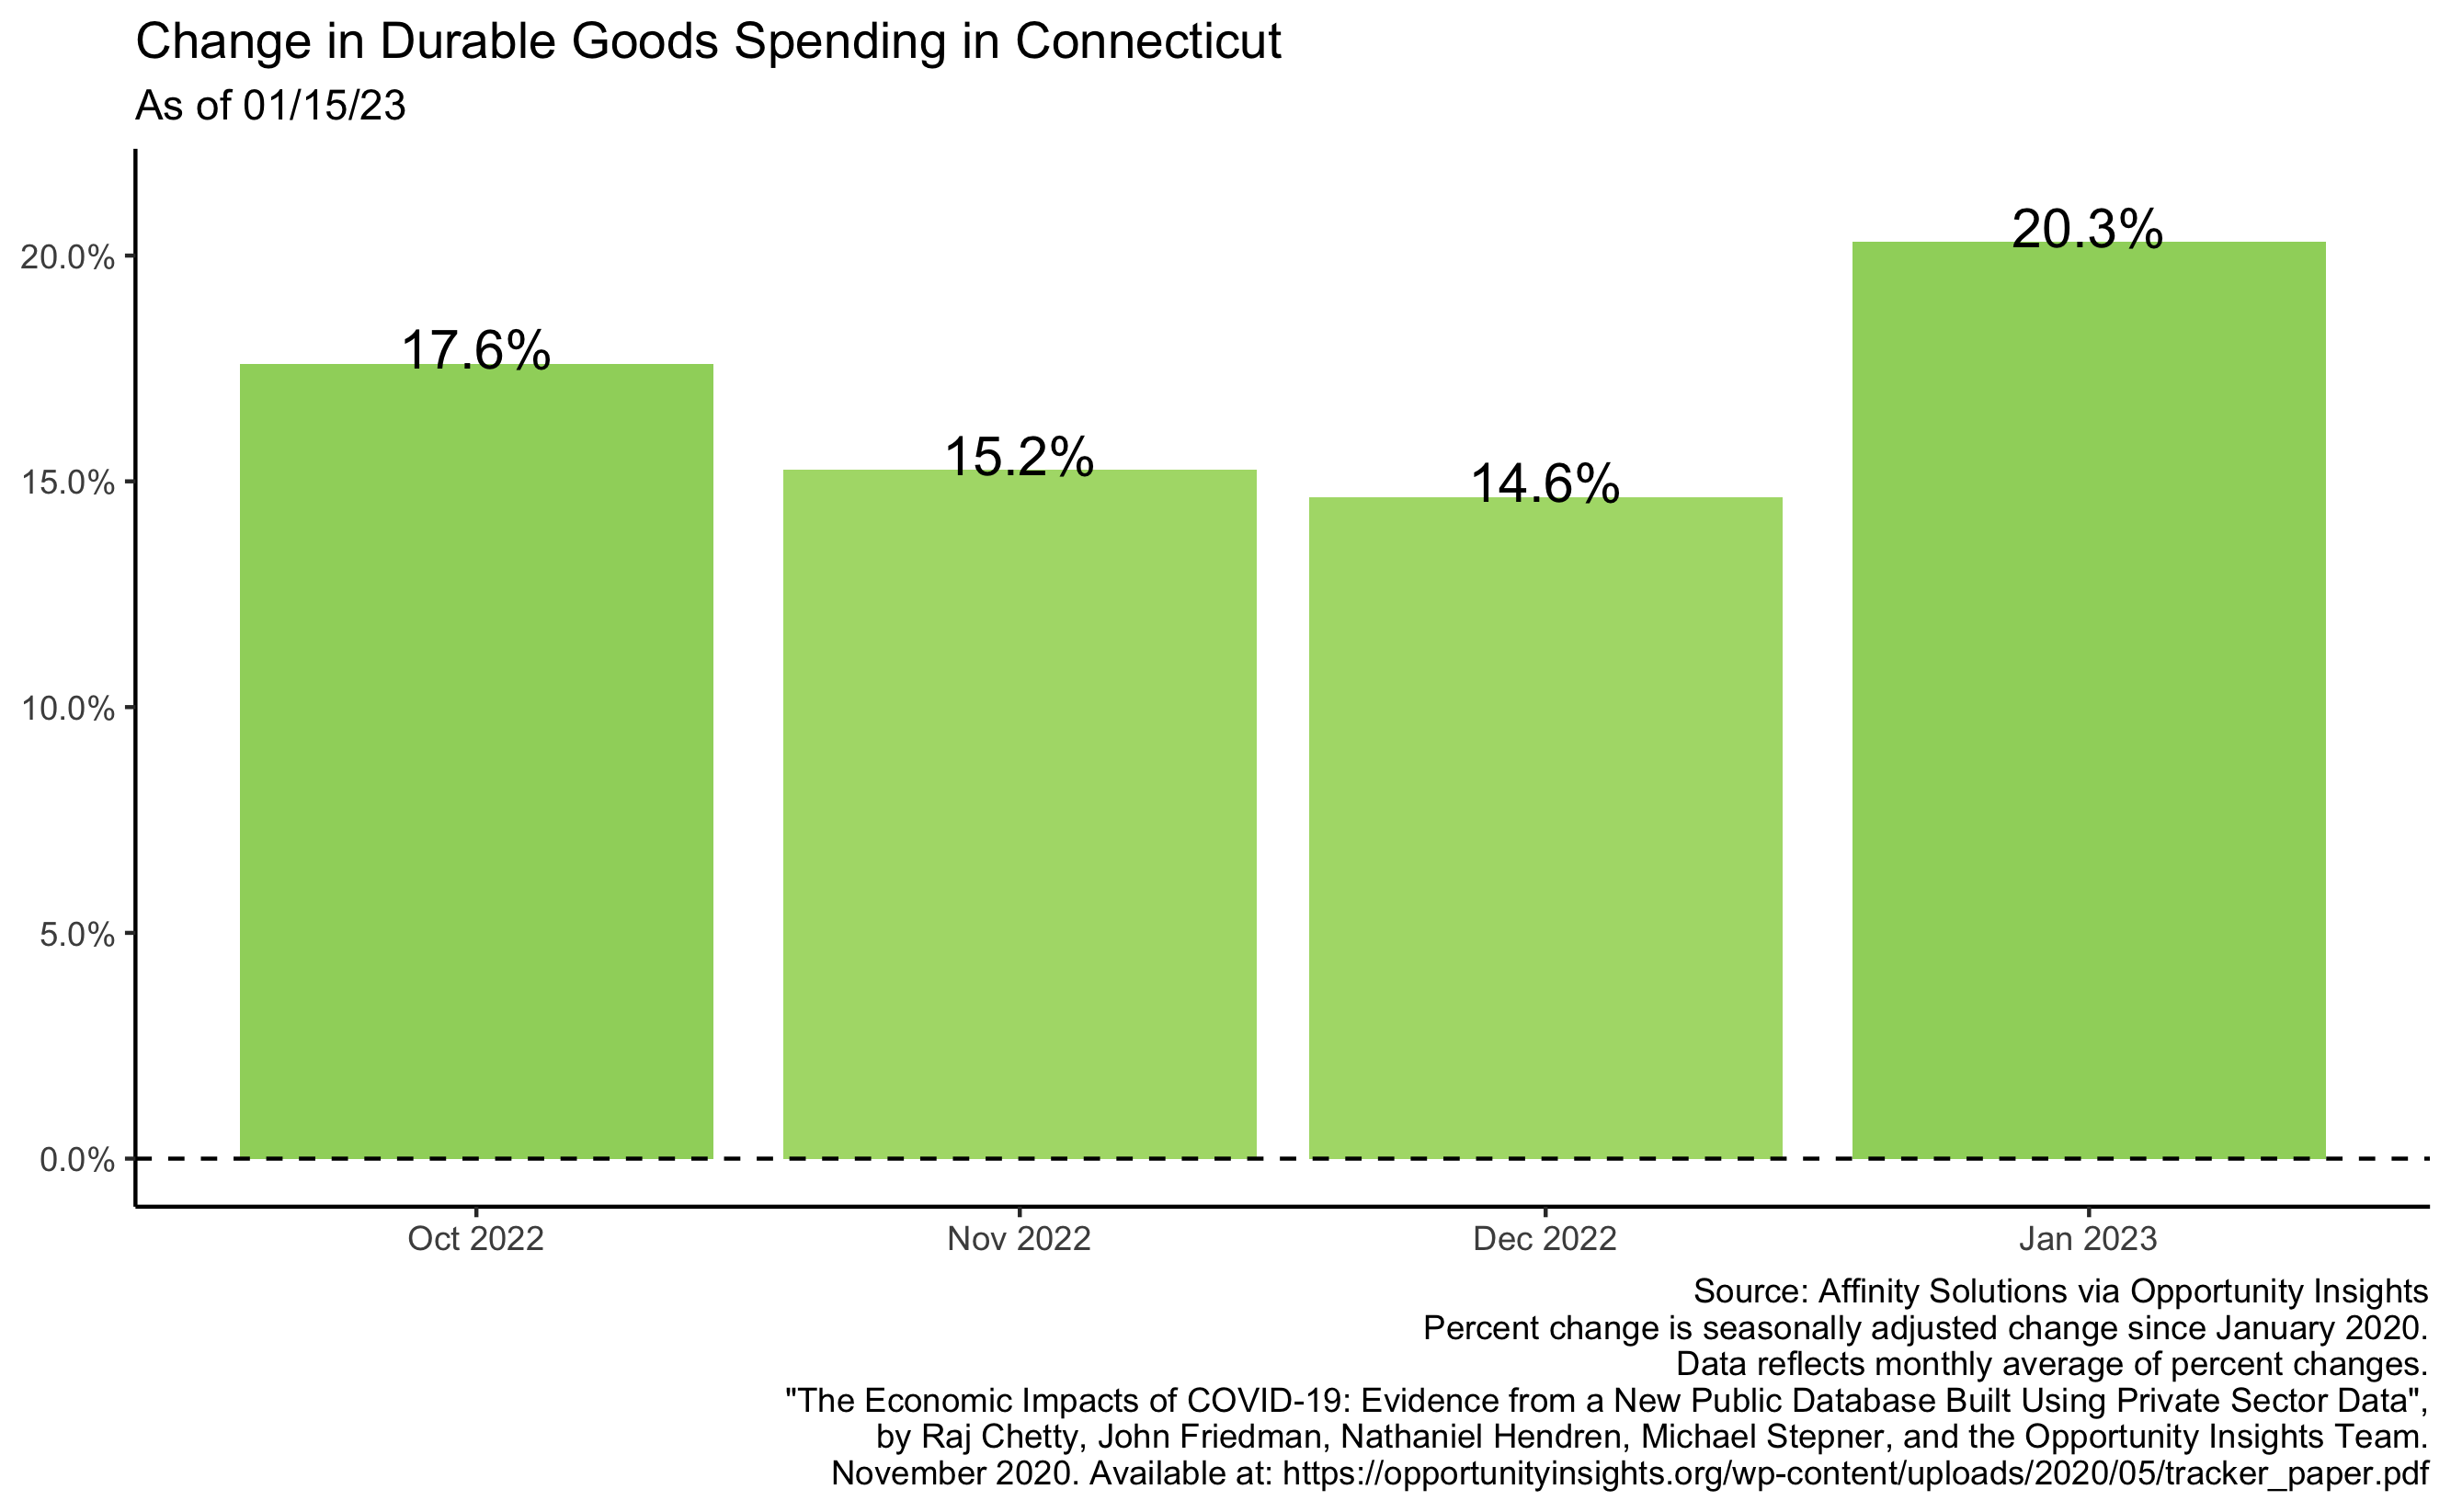 Change in Durable Goods Spending in Connecticut
As of 01/15/23
20.0%
15.0%
10.0%
5.0%
0.0%
17.6%
15.2%
14.6%
20.3%
Oct 2022
Nov 2022
Dec 2022
Jan 2023
Source: Affinity Solutions via Opportunity Insights
Percent change is seasonally adjusted change since January 2020.
Data reflects monthly average of percent changes.
"The Economic Impacts of COVID-19: Evidence from a New Public Database Built Using Private Sector Data",
by Raj Chetty, John Friedman, Nathaniel Hendren, Michael Stepner, and the Opportunity Insights Team.
November 2020. Available at: https://opportunityinsights.org/wp-content/uploads/2020/05/tracker_paper.pdf